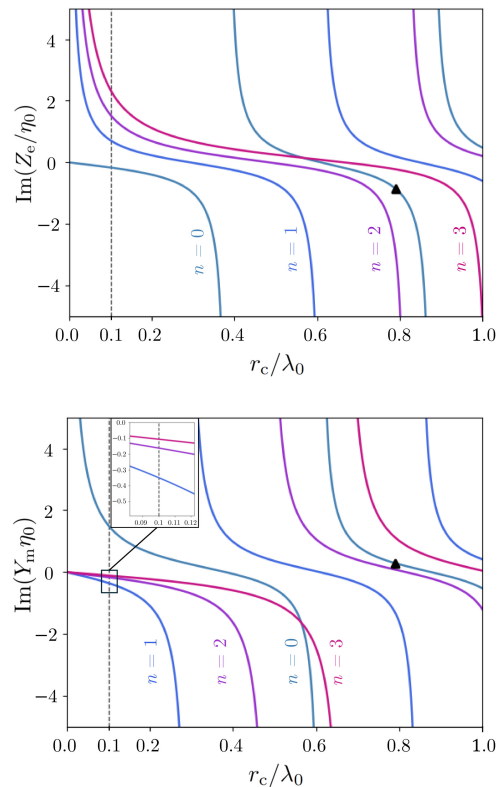 4
2
0
−2
−4
Im(Z_e/η_0)
n = 0
n = 1
n = 2
n = 3
0.0 0.1 0.2 0.4 0.6 0.8 1.0
r_c/λ_0
4
2
0
−2
−4
Im(Y_m η_0)
0.0
−0.1
−0.2
−0.3
−0.4
−0.5
0.09 0.1 0.11 0.12
n = 1
n = 2
n = 0
n = 3
0.0 0.1 0.2 0.4 0.6 0.8 1.0
r_c/λ_0